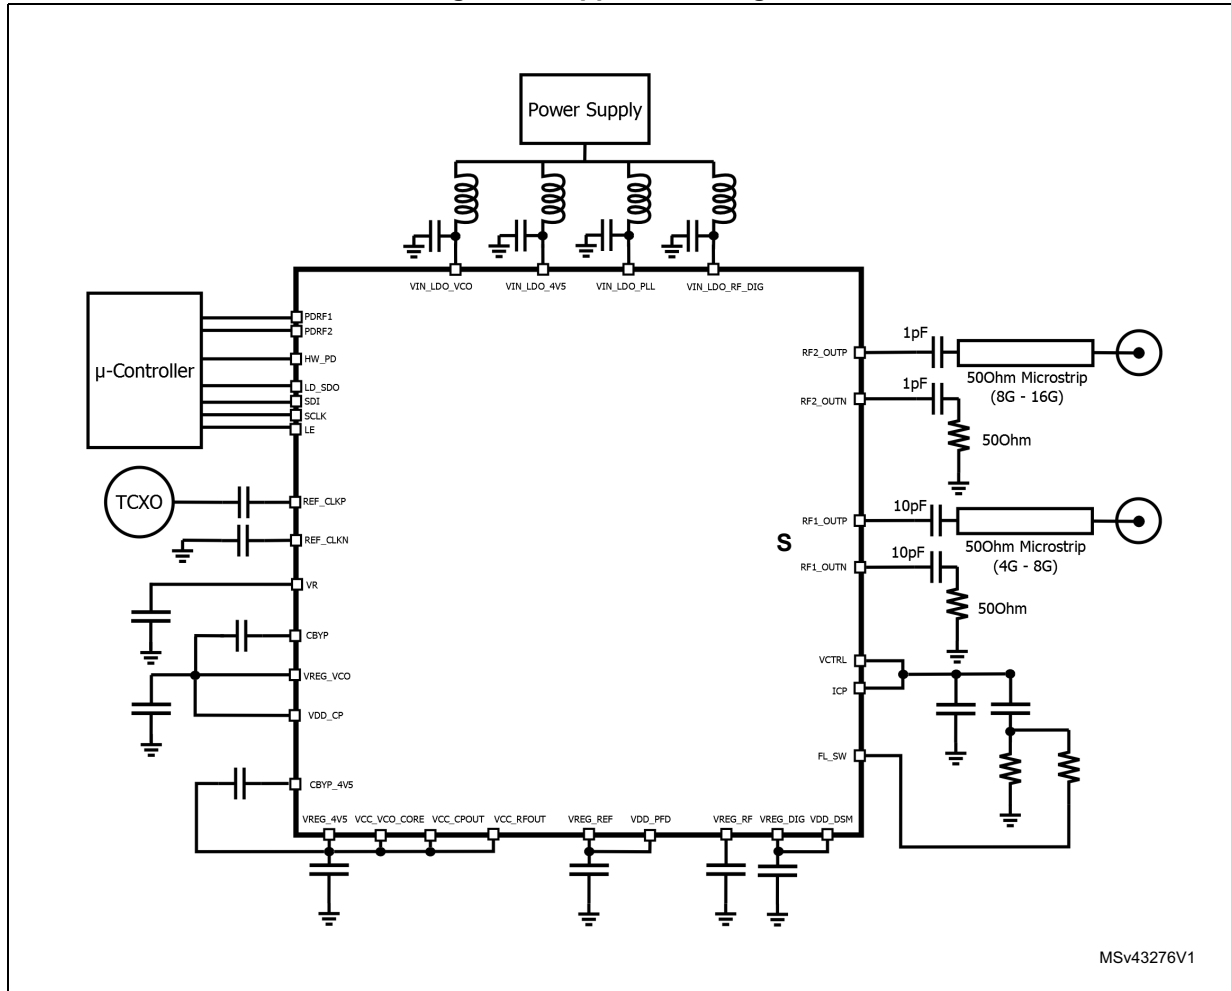 Power Supply
VIN_LDO_VCO
VIN_LDO_4V5
VIN_LDO_PLL
VIN_LDO_RF_DIG
µ-Controller
PDRF1
PDRF2
HW_PD
LD_SDO
SDI
SCLK
LE
TCXO
REF_CLKP
REF_CLKN
VR
CBYP
VREG_VCO
VDD_CP
CBYP_4V5
RF2_OUTP
1pF
50Ohm Microstrip
(8G - 16G)
RF2_OUTN
1pF
50Ohm
S
RF1_OUTP
10pF
50Ohm Microstrip
(4G - 8G)
RF1_OUTN
10pF
50Ohm
VCTRL
ICP
FL_SW
VREG_4V5
VCC_VCO_CORE
VCC_CPOUT
VCC_RFOUT
VREG_REF
VDD_PFD
VREG_RF
VREG_DIG
VDD_DSM
MSv43276V1